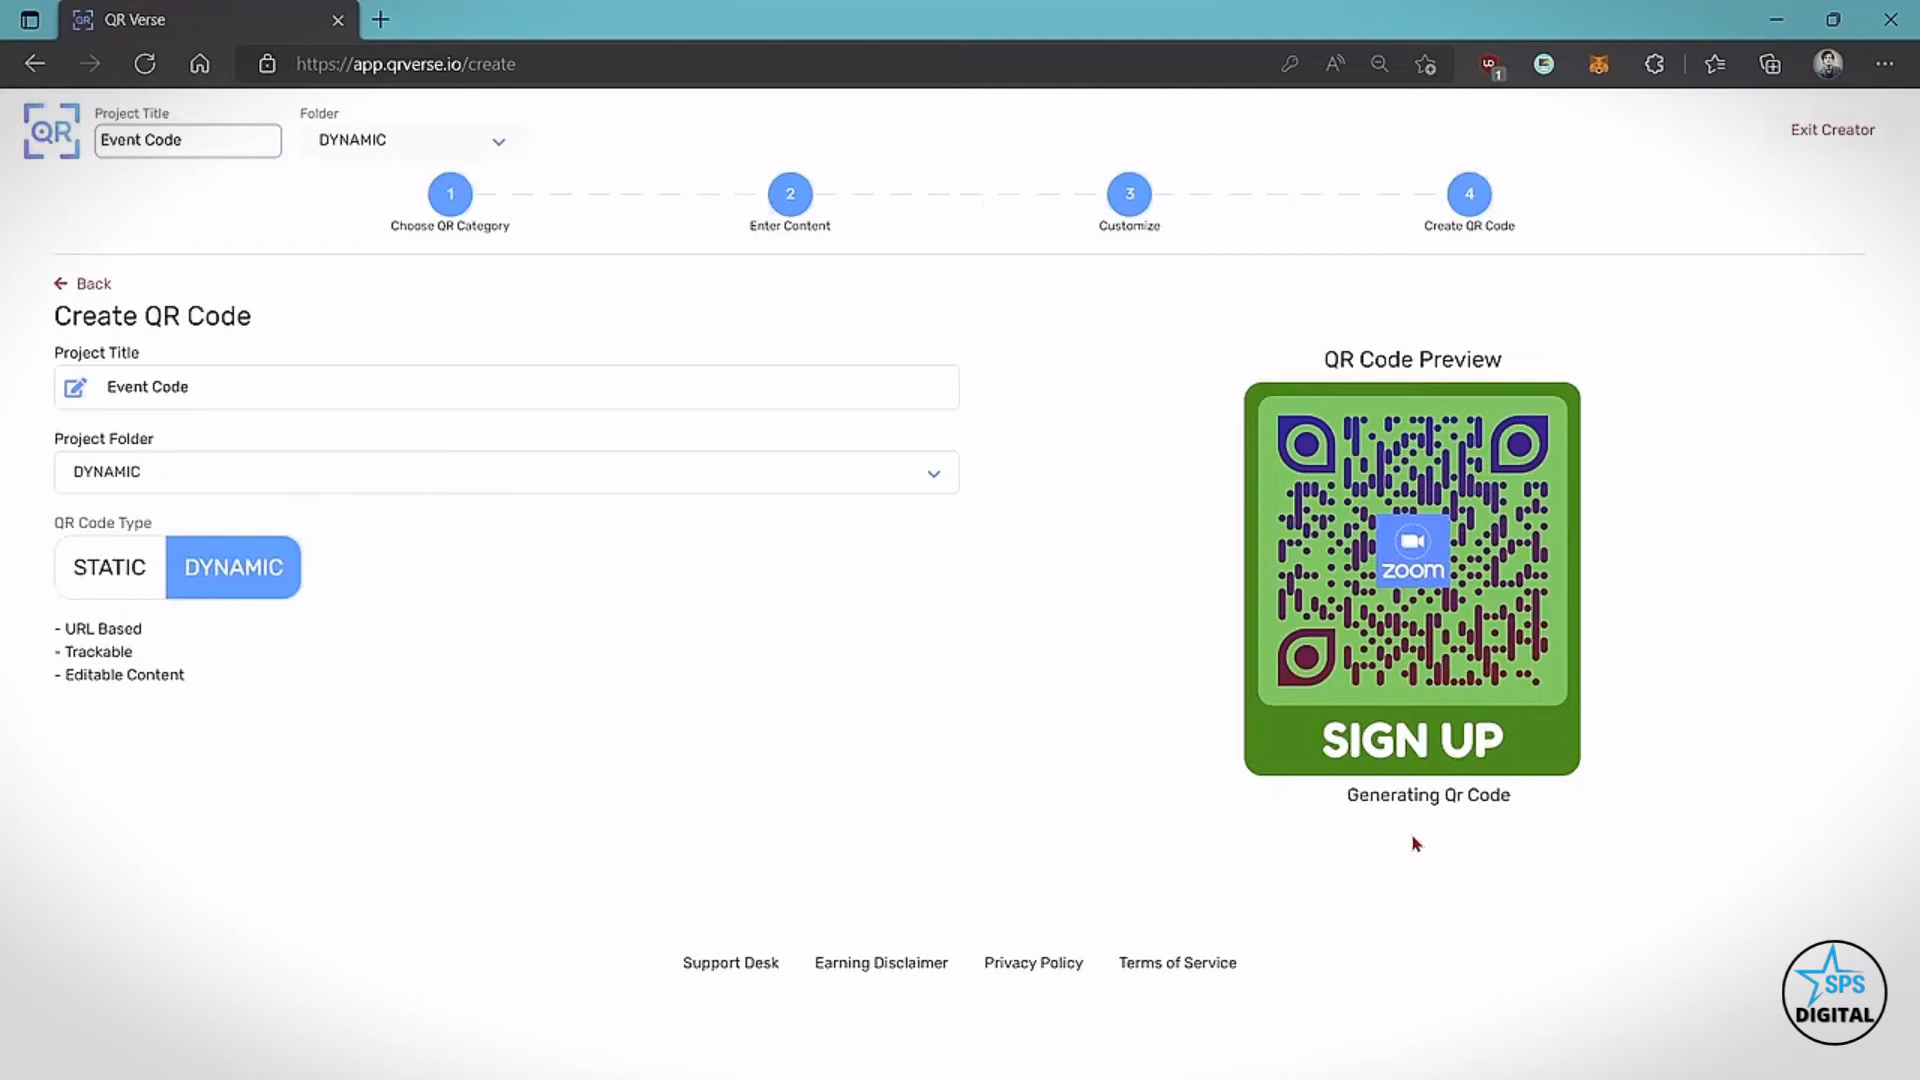 QR Verse
https://app.qrverse.io/create
1
QR
Project Title
Event Code
Folder
DYNAMIC
Exit Creator
1
2
3
4
Choose QR Category
Enter Content
Customize
Create QR Code
Back
Create QR Code
Project Title
Event Code
Project Folder
DYNAMIC
QR Code Type
STATIC
DYNAMIC
- URL Based
- Trackable
- Editable Content
QR Code Preview
zoom
SIGN UP
Generating Qr Code
Support Desk
Earning Disclaimer
Privacy Policy
Terms of Service
SPS
DIGITAL